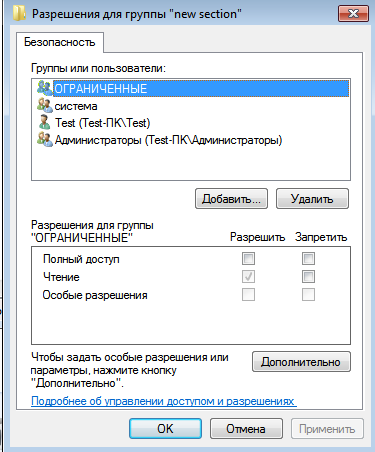 Разрешения для группы "new section"
Безопасность
Группы или пользователи:
ОГРАНИЧЕННЫЕ
система
Test (Test-ПК\Test)
Администраторы (Test-ПК\Администраторы)
Добавить...
Удалить
Разрешения для группы
"ОГРАНИЧЕННЫЕ"
Разрешить
Запретить
Полный доступ
Чтение
Особые разрешения
Чтобы задать особые разрешения или
параметры, нажмите кнопку
"Дополнительно".
Дополнительно
Подробнее об управлении доступом и разрешениях
ОК
Отмена
Применить